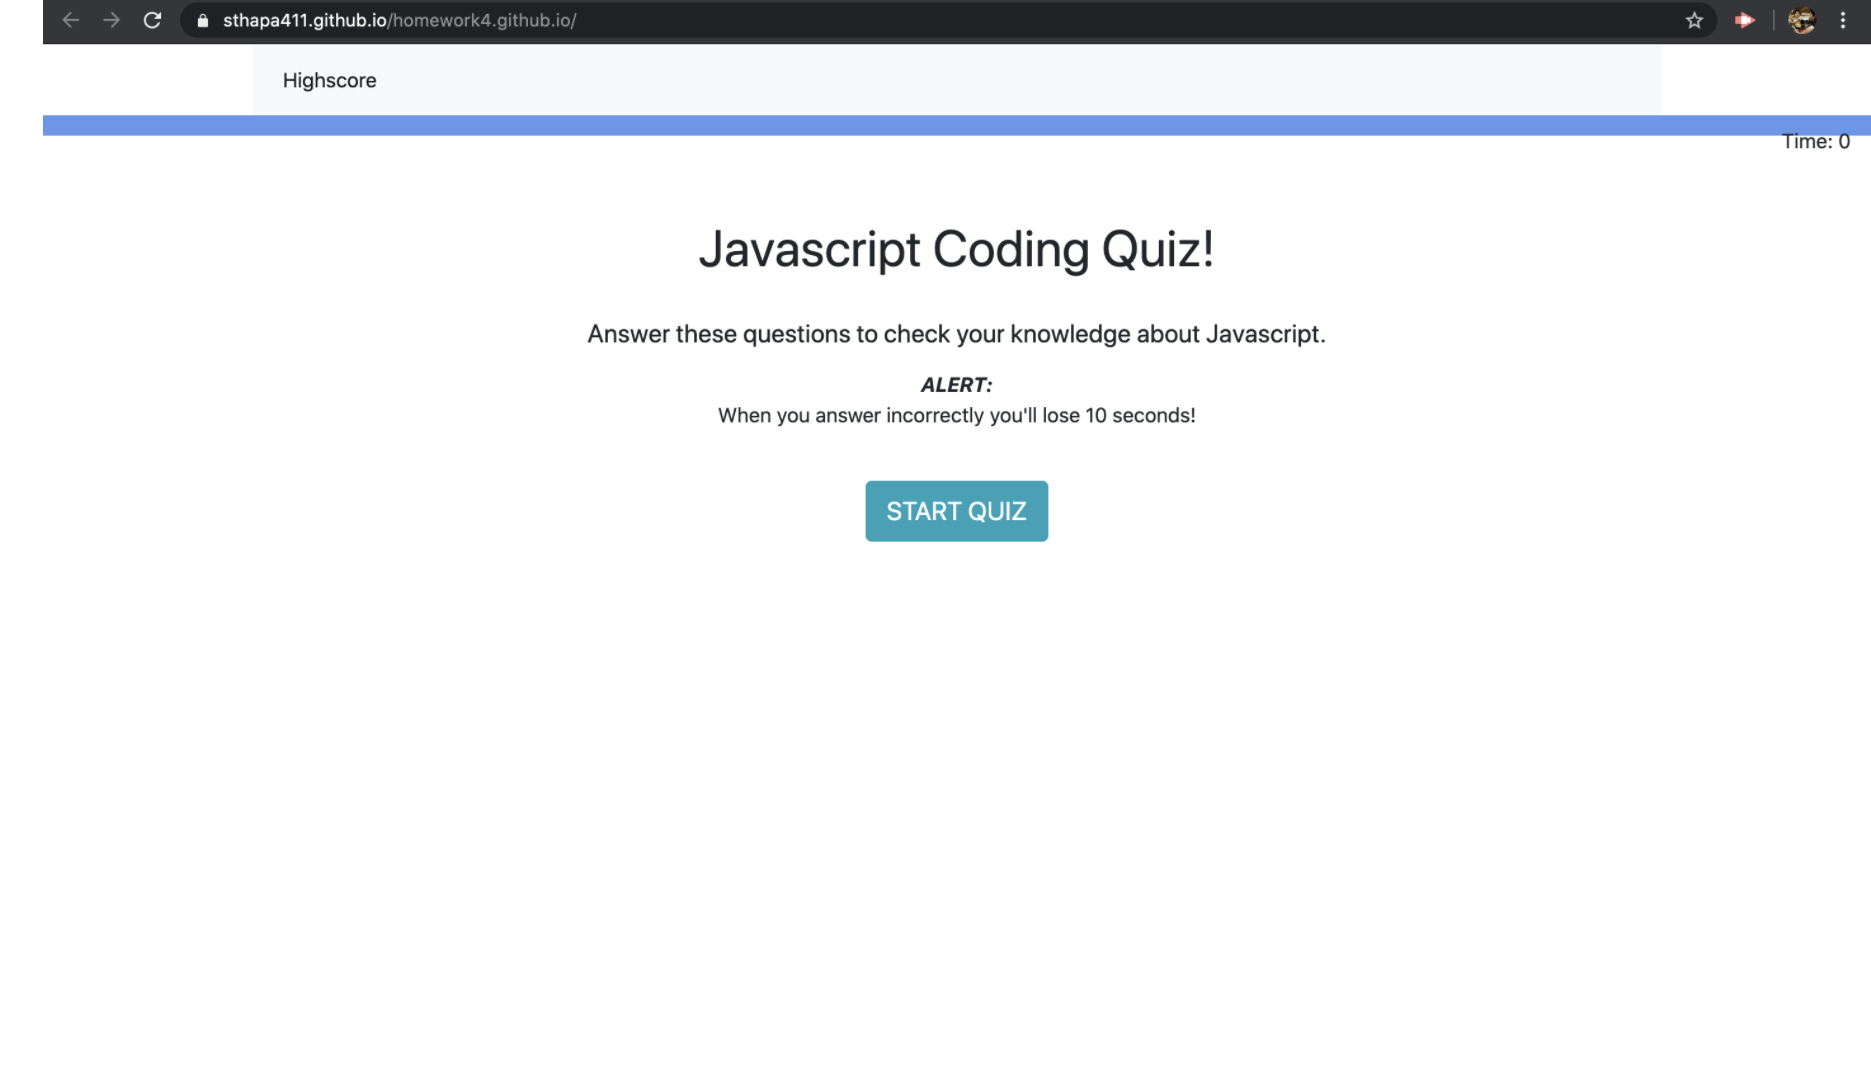 sthapa411.github.io/homework4.github.io/
Highscore
Time: 0
Javascript Coding Quiz!
Answer these questions to check your knowledge about Javascript.
ALERT:
When you answer incorrectly you'll lose 10 seconds!
START QUIZ